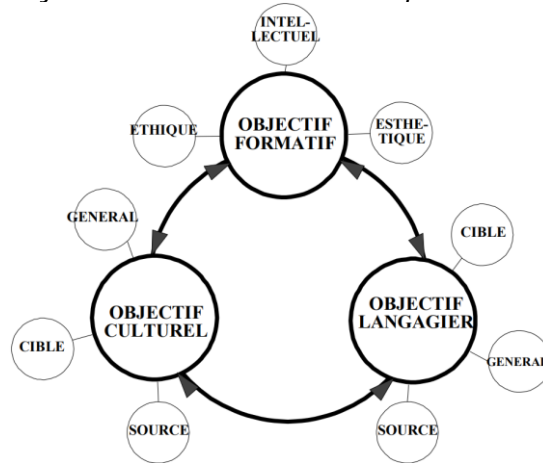 INTEL-
LECTUEL
ETHIQUE
OBJECTIF
FORMATIF
ESTHE-
TIQUE
GENERAL
CIBLE
OBJECTIF
CULTUREL
OBJECTIF
LANGAGIER
CIBLE
GENERAL
SOURCE
SOURCE